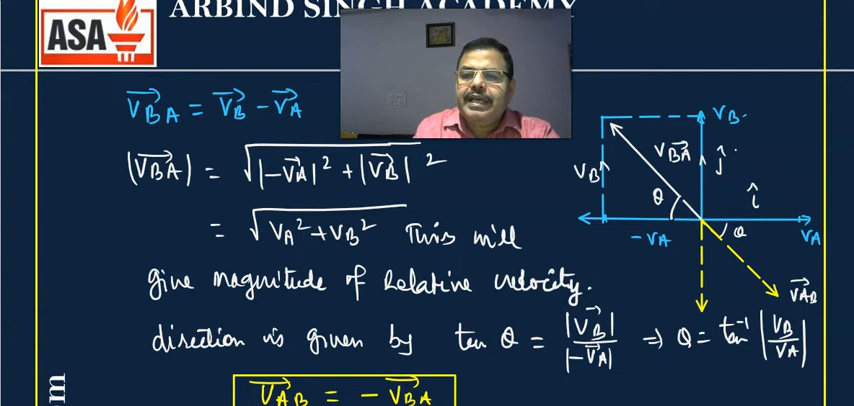 ARBIND SINGH ACADEMY
ASA
V⃗BA = V⃗B – V⃗A
|V⃗BA| = √|–V⃗A|² + |V⃗B|²
= √VA² + VB² This will
give magnitude of Relative velocity.
direction is given by tan θ = |V⃗B| / |–V⃗A| ⇒ θ = tan⁻¹ |VB / VA|
V⃗AB = – V⃗BA
VB
V⃗BA
ĵ
VB
θ
î
–VA
VA
θ
V⃗AB
om